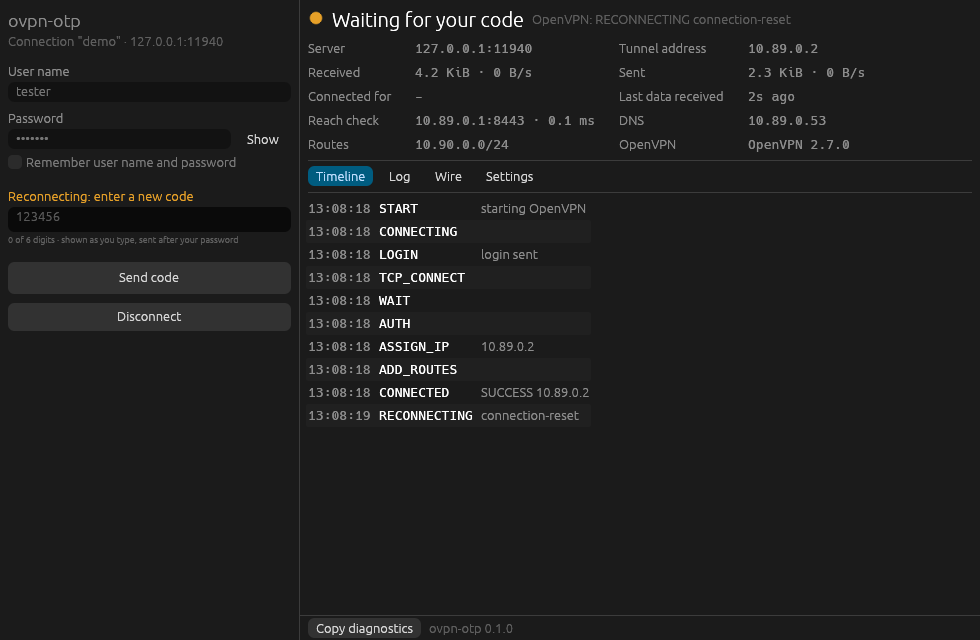 ovpn-otp
Connection "demo" · 127.0.0.1:11940
User name
tester
Password
•••••••
Show
Remember user name and password
Reconnecting: enter a new code
123456
0 of 6 digits · shown as you type, sent after your password
Send code
Disconnect
Waiting for your code OpenVPN: RECONNECTING connection-reset
Server 127.0.0.1:11940 Tunnel address 10.89.0.2
Received 4.2 KiB · 0 B/s Sent 2.3 KiB · 0 B/s
Connected for – Last data received 2s ago
Reach check 10.89.0.1:8443 · 0.1 ms DNS 10.89.0.53
Routes 10.90.0.0/24 OpenVPN OpenVPN 2.7.0
Timeline Log Wire Settings
13:08:18 START starting OpenVPN
13:08:18 CONNECTING
13:08:18 LOGIN login sent
13:08:18 TCP_CONNECT
13:08:18 WAIT
13:08:18 AUTH
13:08:18 ASSIGN_IP 10.89.0.2
13:08:18 ADD_ROUTES
13:08:18 CONNECTED SUCCESS 10.89.0.2
13:08:19 RECONNECTING connection-reset
Copy diagnostics ovpn-otp 0.1.0